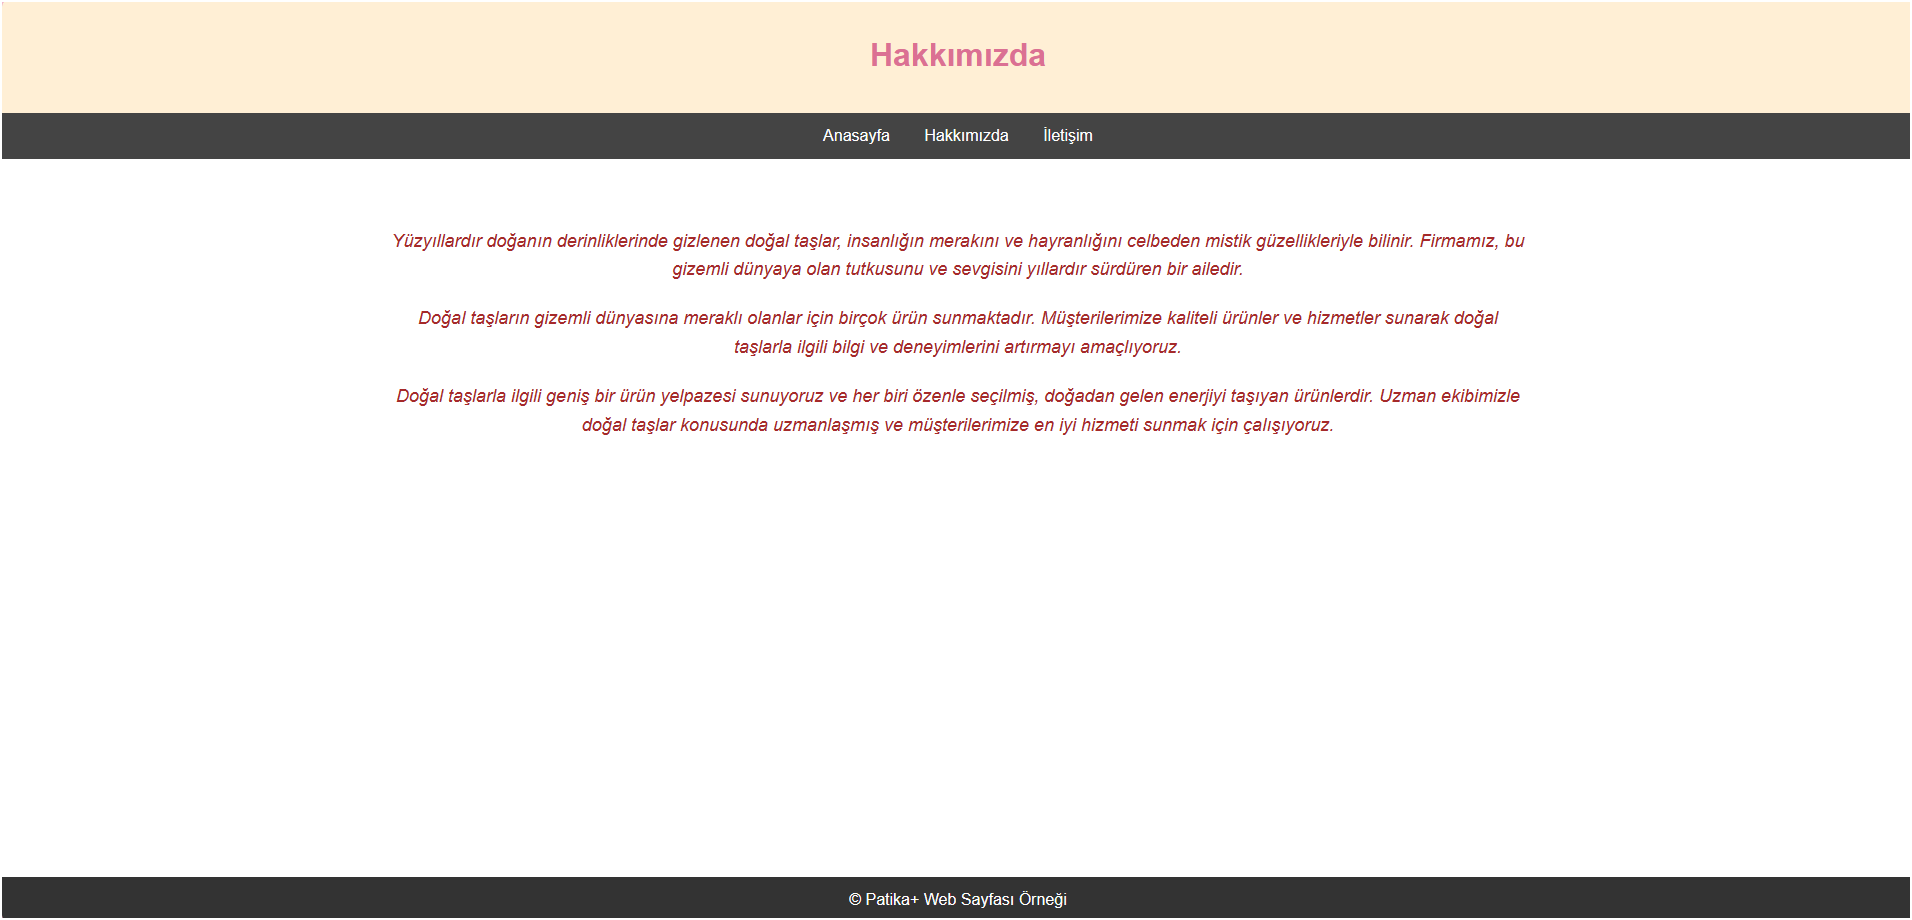 Hakkımızda
Anasayfa Hakkımızda İletişim
Yüzyıllardır doğanın derinliklerinde gizlenen doğal taşlar, insanlığın merakını ve hayranlığını celbeden mistik güzellikleriyle bilinir. Firmamız, bu
gizemli dünyaya olan tutkusunu ve sevgisini yıllardır sürdüren bir ailedir.
Doğal taşların gizemli dünyasına meraklı olanlar için birçok ürün sunmaktadır. Müşterilerimize kaliteli ürünler ve hizmetler sunarak doğal
taşlarla ilgili bilgi ve deneyimlerini artırmayı amaçlıyoruz.
Doğal taşlarla ilgili geniş bir ürün yelpazesi sunuyoruz ve her biri özenle seçilmiş, doğadan gelen enerjiyi taşıyan ürünlerdir. Uzman ekibimizle
doğal taşlar konusunda uzmanlaşmış ve müşterilerimize en iyi hizmeti sunmak için çalışıyoruz.
© Patika+ Web Sayfası Örneği